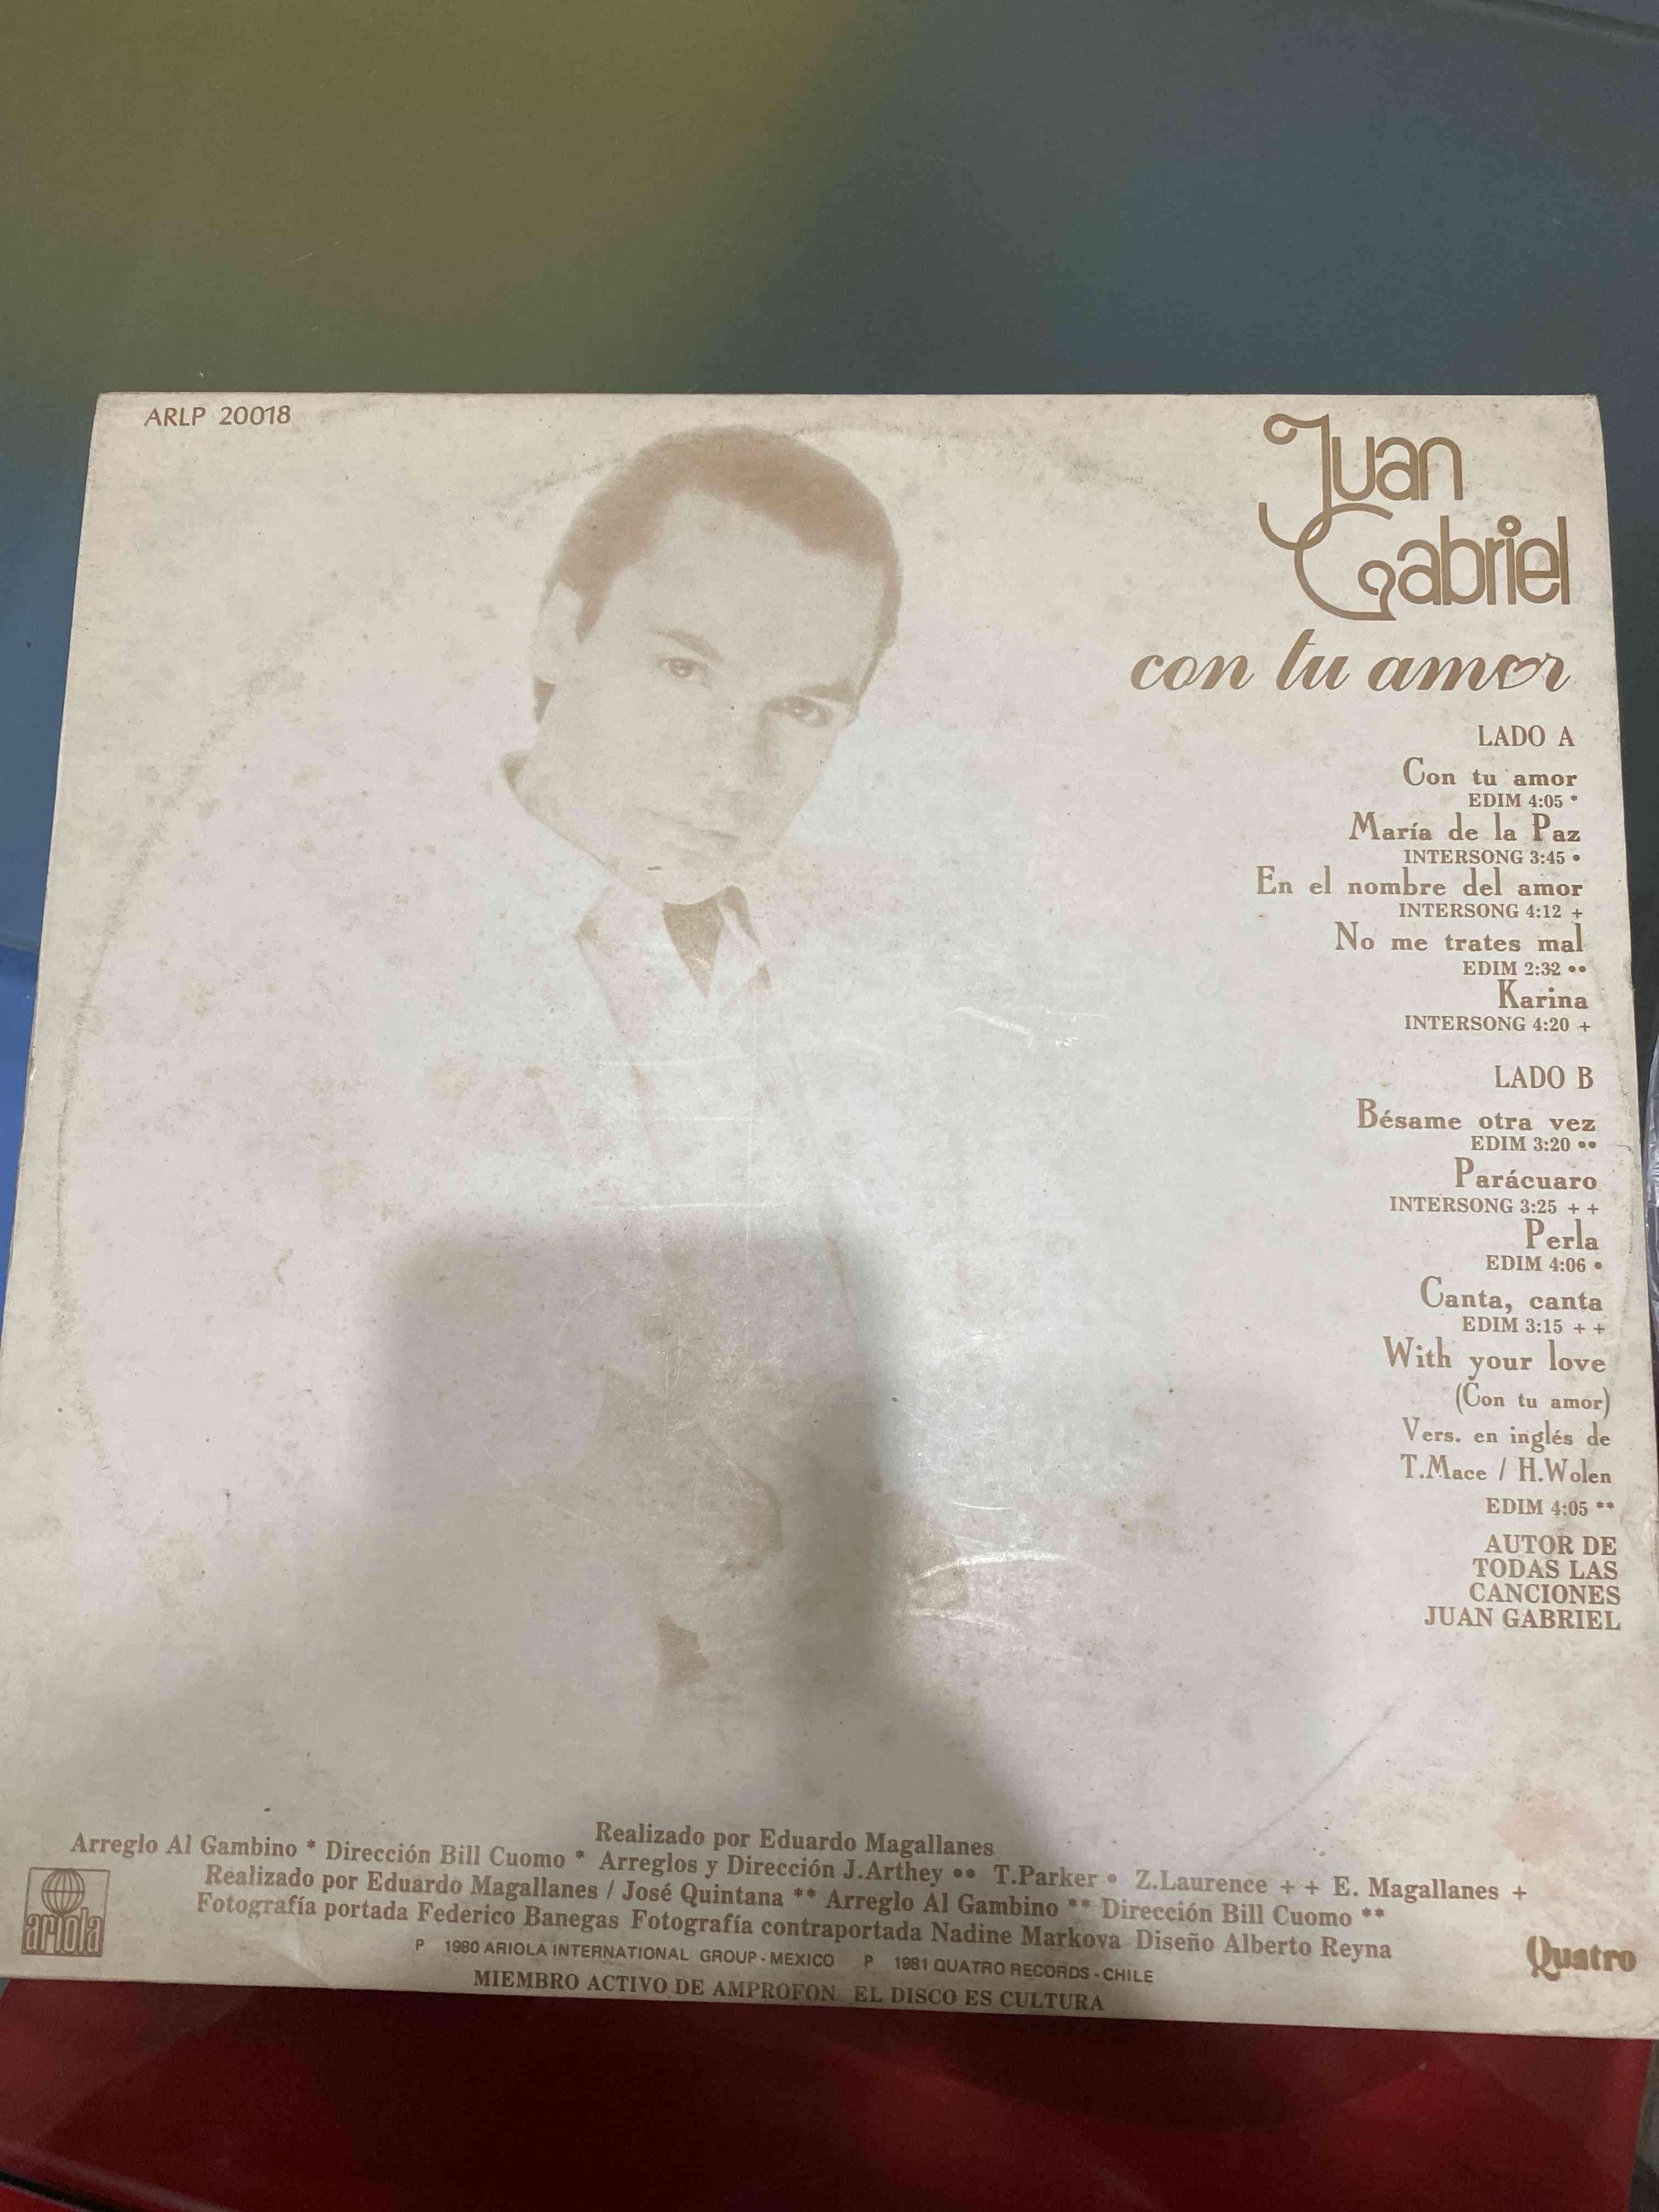 ARLP 20018
Juan
Gabriel
con tu amor
LADO A
Con tu amor
EDIM 4:05 *
María de la Paz
INTERSONG 3:45 •
En el nombre del amor
INTERSONG 4:12 +
No me trates mal
EDIM 2:32 ••
Karina
INTERSONG 4:20 +
LADO B
Bésame otra vez
EDIM 3:20 ••
Parácuaro
INTERSONG 3:25 + +
Perla
EDIM 4:06 •
Canta, canta
EDIM 3:15 + +
With your love
(Con tu amor)
Vers. en inglés de
T.Mace / H.Wolen
EDIM 4:05 **
AUTOR DE
TODAS LAS
CANCIONES
JUAN GABRIEL
Realizado por Eduardo Magallanes
Arreglo Al Gambino * Dirección Bill Cuomo * Arreglos y Dirección J.Arthey •• T.Parker • Z.Laurence + + E. Magallanes +
Realizado por Eduardo Magallanes / José Quintana ** Arreglo Al Gambino ** Dirección Bill Cuomo **
Fotografía portada Federico Banegas Fotografía contraportada Nadine Markova Diseño Alberto Reyna
P 1980 ARIOLA INTERNATIONAL GROUP - MEXICO P 1981 QUATRO RECORDS - CHILE
MIEMBRO ACTIVO DE AMPROFON EL DISCO ES CULTURA
ariola
Quatro